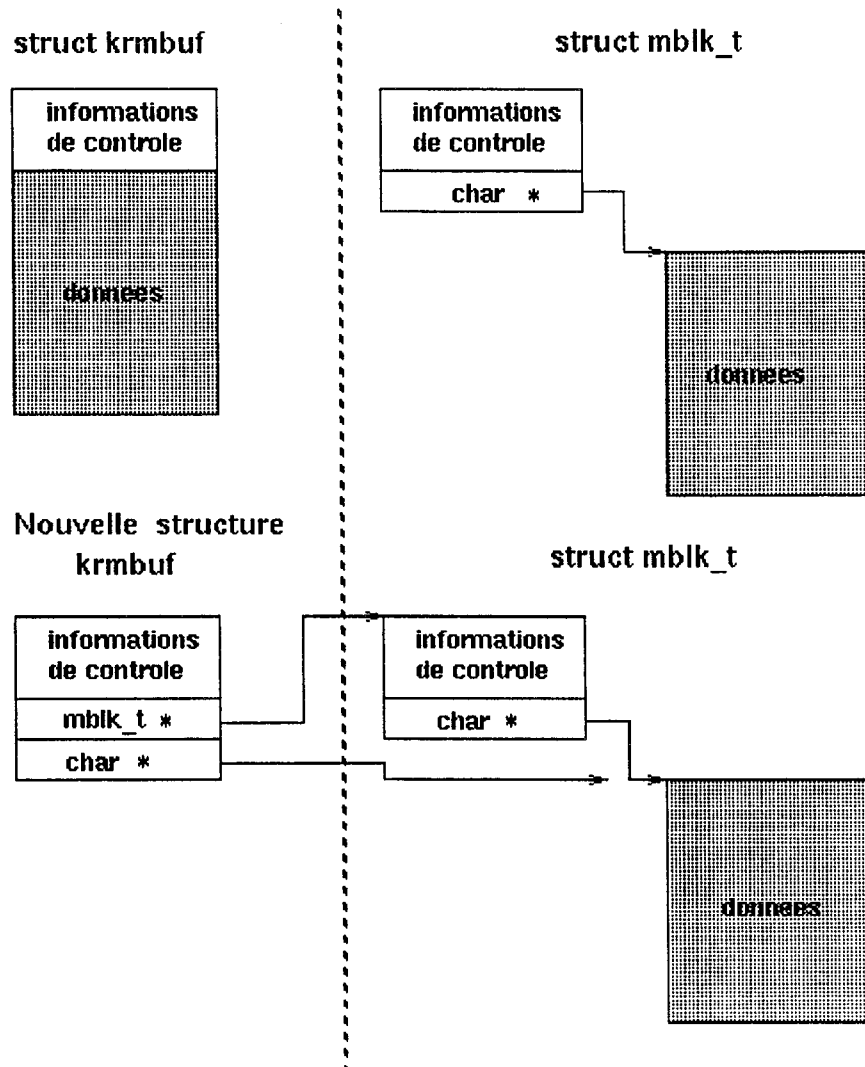 struct krmbuf
informations
de controle
donnees
struct mblk_t
informations
de controle
char *
donnees
Nouvelle structure
krmbuf
informations
de controle
mblk_t *
char *
struct mblk_t
informations
de controle
char *
donnees